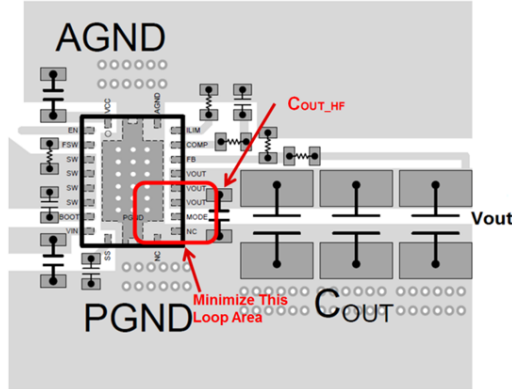 AGND
COUT_HF
VCC
AGND
EN
FSW
SW
SW
SW
SW
BOOT
VIN
ILIM
COMP
FB
VOUT
VOUT
VOUT
MODE
NC
PGND
SS
NC
Vout
Minimize This
Loop Area
PGND
COUT